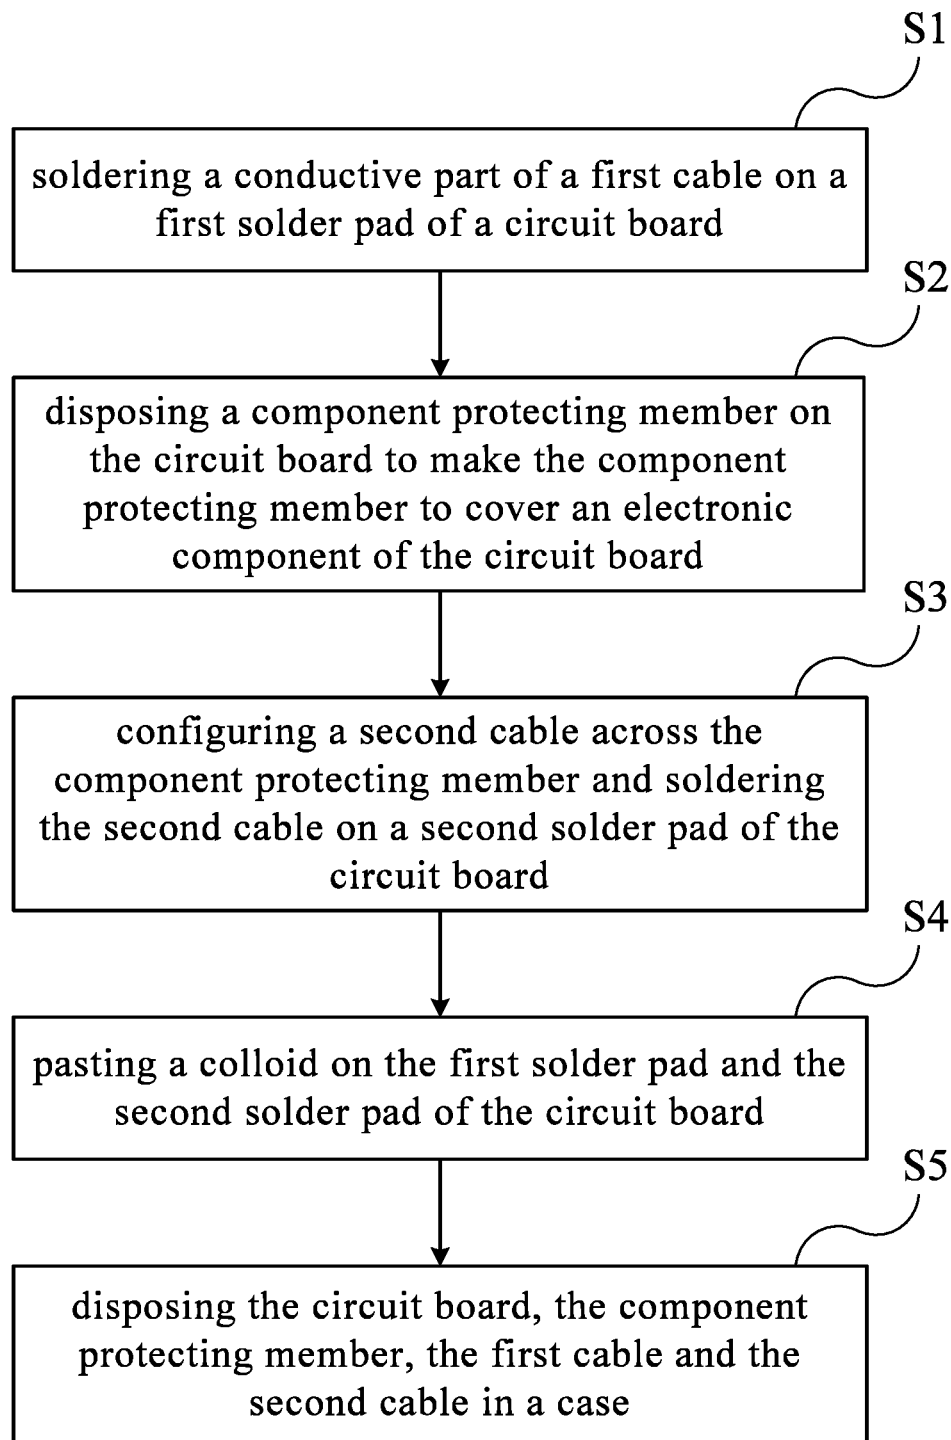 S1
soldering a conductive part of a first cable on a
first solder pad of a circuit board
S2
disposing a component protecting member on
the circuit board to make the component
protecting member to cover an electronic
component of the circuit board
S3
configuring a second cable across the
component protecting member and soldering
the second cable on a second solder pad of the
circuit board
S4
pasting a colloid on the first solder pad and the
second solder pad of the circuit board
S5
disposing the circuit board, the component
protecting member, the first cable and the
second cable in a case